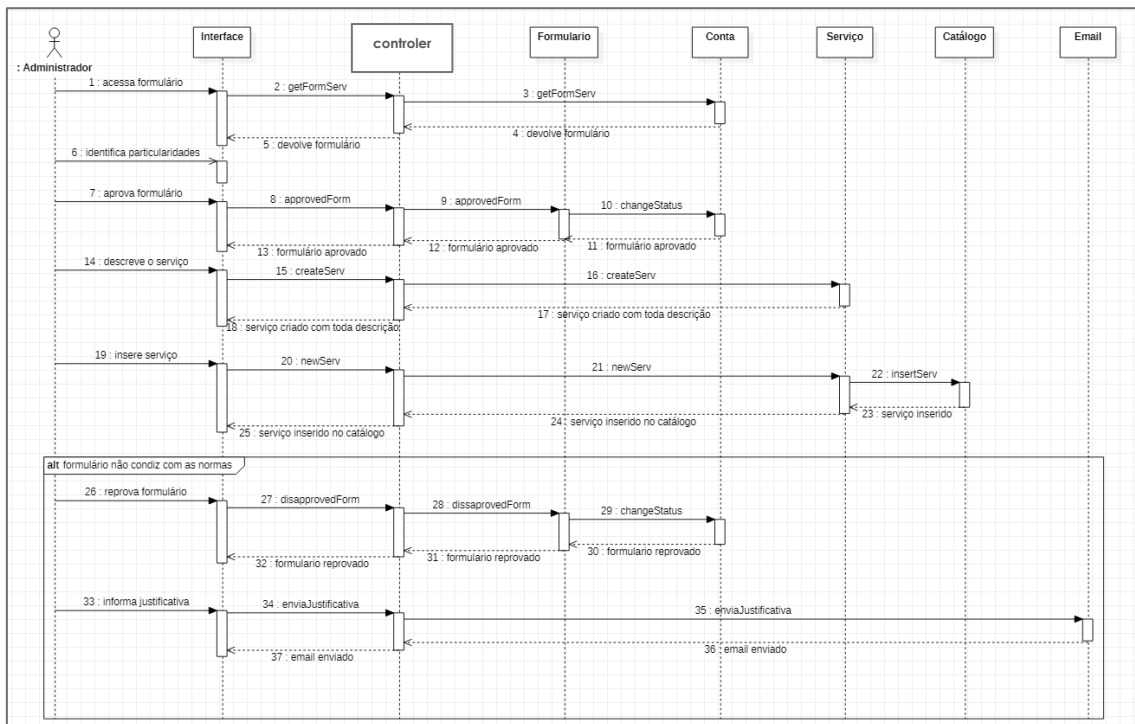 Interface
controler
Formulario
Conta
Serviço
Catálogo
Email
: Administrador
1 : acessa formulário
2 : getFormServ
3 : getFormServ
4 : devolve formulário
5 : devolve formulário
6 : identifica particularidades
7 : aprova formulário
8 : approvedForm
9 : approvedForm
10 : changeStatus
11 : formulário aprovado
12 : formulário aprovado
13 : formulário aprovado
14 : descreve o serviço
15 : createServ
16 : createServ
17 : serviço criado com toda descrição
18 : serviço criado com toda descrição
19 : insere serviço
20 : newServ
21 : newServ
22 : insertServ
23 : serviço inserido
24 : serviço inserido no catálogo
25 : serviço inserido no catálogo
alt formulário não condiz com as normas
26 : reprova formulário
27 : disapprovedForm
28 : dissaprovedForm
29 : changeStatus
30 : formulario reprovado
31 : formulario reprovado
32 : formulario reprovado
33 : informa justificativa
34 : enviaJustificativa
35 : enviaJustificativa
36 : email enviado
37 : email enviado